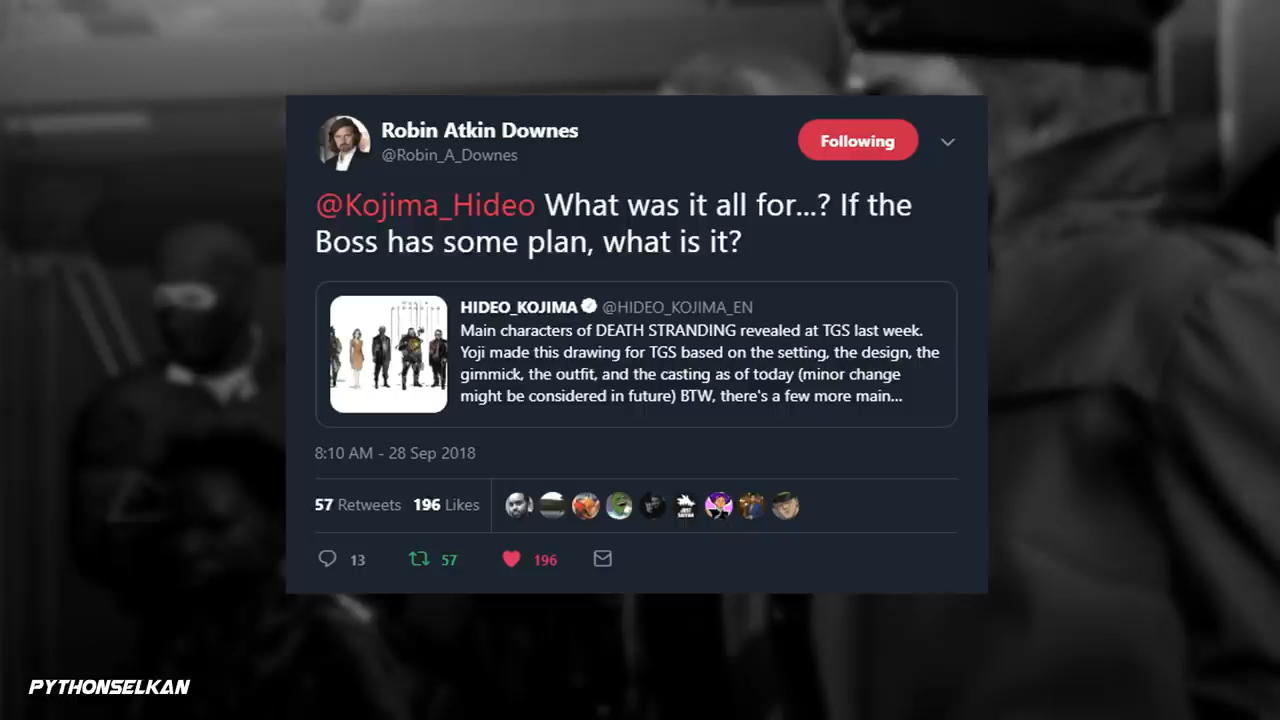 Robin Atkin Downes
@Robin_A_Downes
Following
@Kojima_Hideo What was it all for...? If the
Boss has some plan, what is it?
HIDEO_KOJIMA @HIDEO_KOJIMA_EN
Main characters of DEATH STRANDING revealed at TGS last week.
Yoji made this drawing for TGS based on the setting, the design, the
gimmick, the outfit, and the casting as of today (minor change
might be considered in future) BTW, there's a few more main...
8:10 AM - 28 Sep 2018
57 Retweets 196 Likes
13 57 196
PYTHONSELKAN